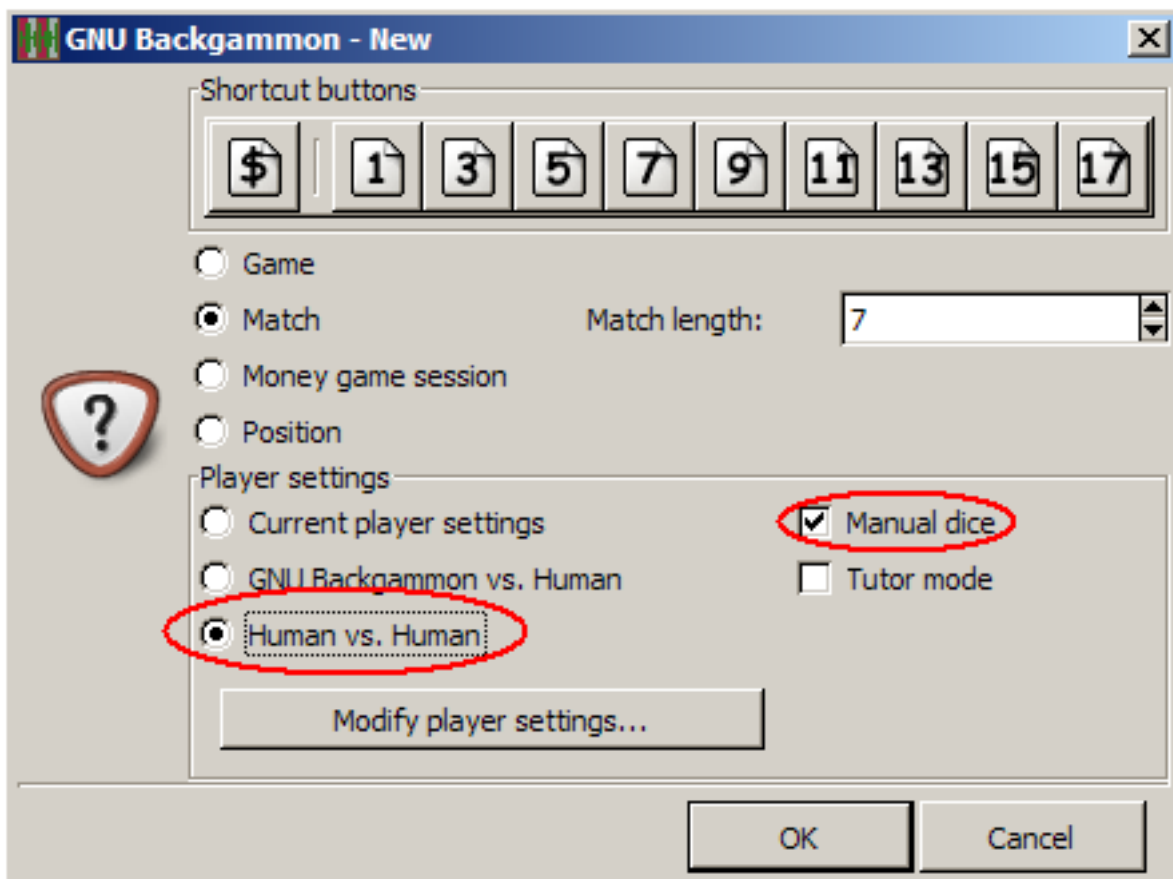 GNU Backgammon - New
Shortcut buttons
$ 1 3 5 7 9 11 13 15 17
Game
Match Match length: 7
Money game session
Position
?
Player settings
Current player settings Manual dice
GNU Backgammon vs. Human Tutor mode
Human vs. Human
Modify player settings...
OK Cancel